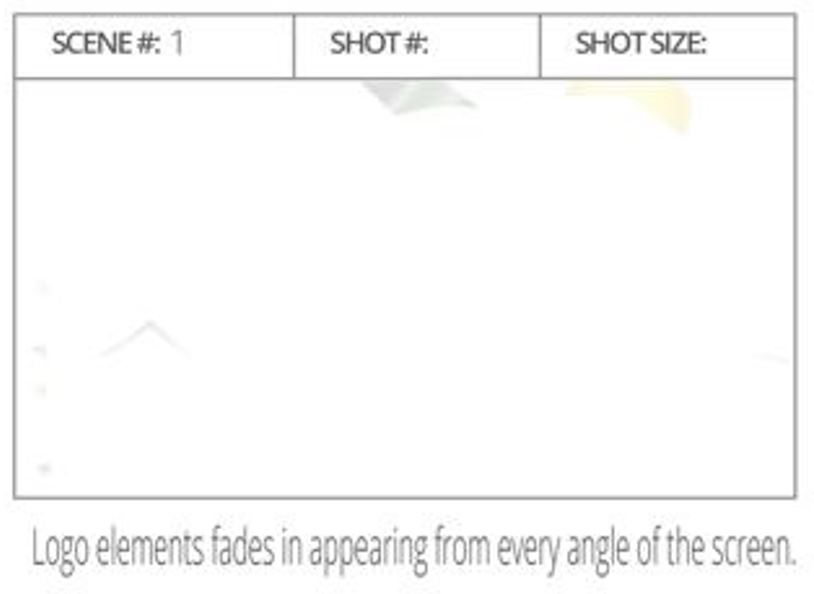 SCENE #: 1 SHOT #: SHOT SIZE:
Logo elements fades in appearing from every angle of the screen.